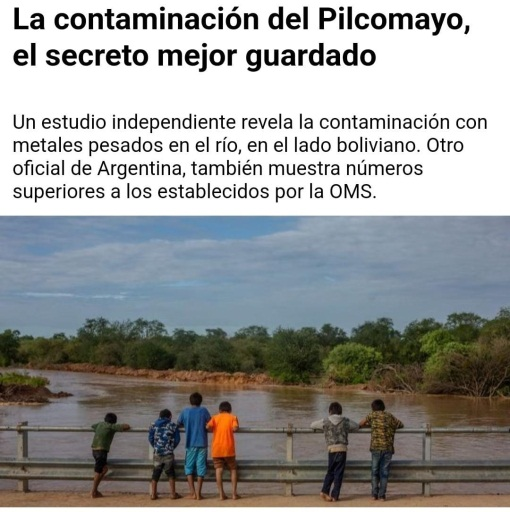 La contaminación del Pilcomayo,
el secreto mejor guardado
Un estudio independiente revela la contaminación con
metales pesados en el río, en el lado boliviano. Otro
oficial de Argentina, también muestra números
superiores a los establecidos por la OMS.